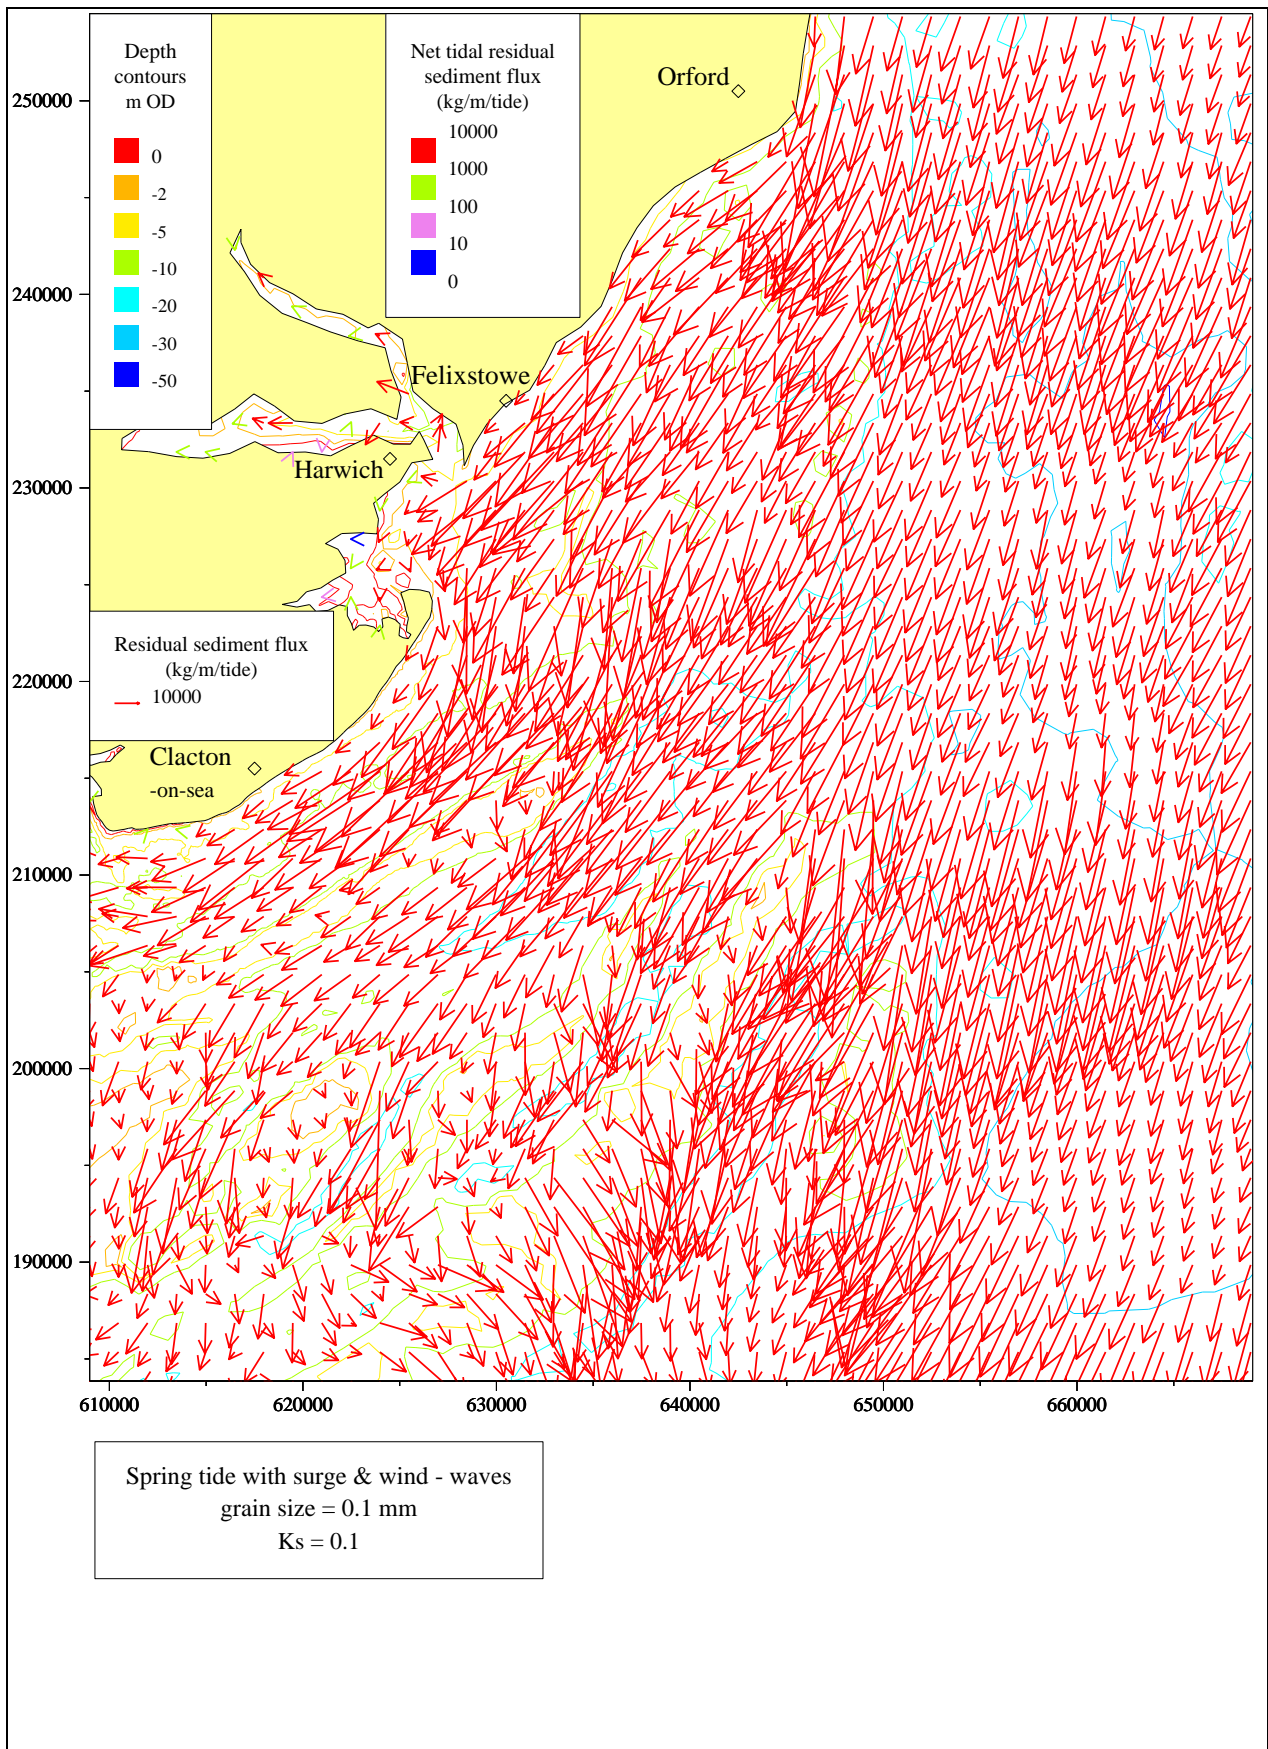 Depth
contours
m OD
0
-2
-5
-10
-20
-30
-50
Net tidal residual
sediment flux
(kg/m/tide)
10000
1000
100
10
0
Orford
Felixstowe
Harwich
Residual sediment flux
(kg/m/tide)
10000
Clacton
-on-sea
250000
240000
230000
220000
210000
200000
190000
610000 620000 630000 640000 650000 660000
Spring tide with surge & wind - waves
grain size = 0.1 mm
Ks = 0.1